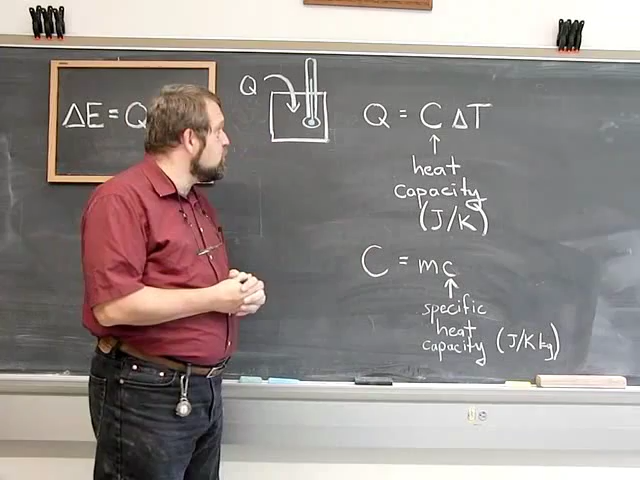 ΔE = Q
Q
Q = C ΔT
↑
heat
capacity
(J/K)
C = mc
↑
specific
heat
capacity (J/K kg)